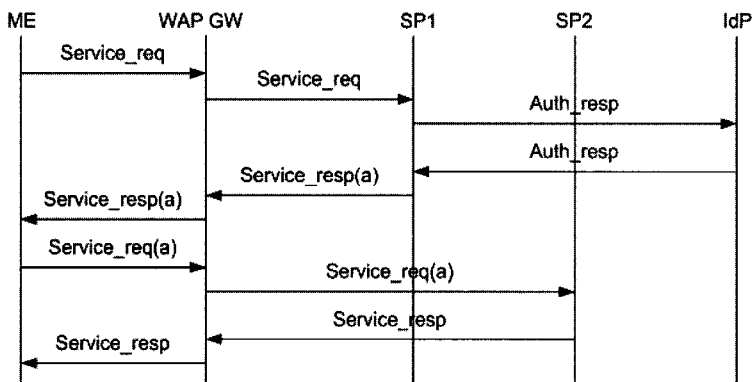 ME WAP GW SP1 SP2 IdP
Service_req
Service_req
Auth_resp
Auth_resp
Service_resp(a)
Service_resp(a)
Service_req(a)
Service_req(a)
Service_resp
Service_resp